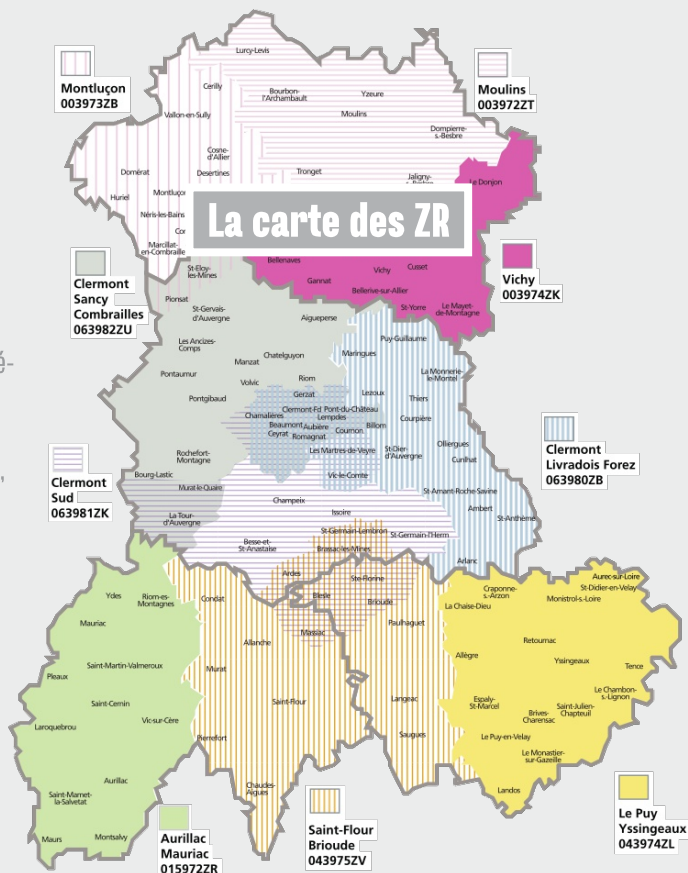 La carte des ZR
Montluçon
003973ZB
Moulins
003972ZT
Vichy
003974ZK
Clermont
Sancy
Combrailles
063982ZU
Clermont
Sud
063981ZK
Clermont
Livradois Forez
063980ZB
Aurillac
Mauriac
015972ZR
Saint-Flour
Brioude
043975ZV
Le Puy
Yssingeaux
043974ZL
é-
,
Lurcy-Levis
Cerilly
Bourbon-
l'Archambault
Yzeure
Vallon-en-Sully
Moulins
Dompierre-
s.-Besbre
Cosne-
d'Allier
Domérat
Desertines
Tronget
Jaligny-
Le Donjon
Huriel
Néris-les-Bains
Marcillat-
en-Combraille
St-Eloy-
les-Mines
Bellenaves
Vichy
Cusset
Gannat
Bellerive-sur-Allier
Pionsat
St-Gervais-
d'Auvergne
Aigueperse
St-Yorre
Le Mayet-
de-Montagne
Les Ancizes-
Comps
Puy-Guillaume
Manzat
Chatelguyon
Maringues
Pontaumur
La Monnerie-
le-Montel
Volvic
Riom
Pontgibaud
Gerzat
Lezoux
Thiers
Clermont-Fd
Pont-du-Château
Chamalières
Lempdes
Courpière
Beaumont
Aubière
Billom
Ceyrat
Romagnat
Cournon
Les Martres-de-Veyre
St-Dier-
d'Auvergne
Olliergues
Cunlhat
Rochefort-
Montagne
Bourg-Lastic
Vic-le-Comte
Murat-le-Quaire
St-Amant-Roche-Savine
Champeix
Ambert
La Tour-
d'Auvergne
Issoire
St-Anthème
St-Germain-Lembron
St-Germain-l'Herm
Besse-et-
St-Anastaise
Brassac-les-Mines
Arlanc
Ardes
Ste-Florine
Aurec-sur-Loire
St-Didier-en-Velay
Ydes
Riom-es-
Montagnes
Condat
Blesle
Brioude
Craponne-
s.-Arzon
Monistrol-s.-Loire
La Chaise-Dieu
Mauriac
Massiac
Paulhaguet
Allanche
Retournac
Saint-Martin-Valmeroux
Murat
Allègre
Yssingeaux
Tence
Pleaux
Saint-Cernin
Saint-Flour
Langeac
Espaly-
St-Marcel
Le Chambon-
s.-Lignon
Brives-
Charensac
Saint-Julien-
Chapteuil
Laroquebrou
Vic-sur-Cère
Pierrefort
Saugues
Le Puy-en-Velay
Le Monastier-
sur-Gazeille
Aurillac
Chaudes-
Aigues
Landos
Saint-Mamet-
la-Salvetat
Maurs
Montsalvy